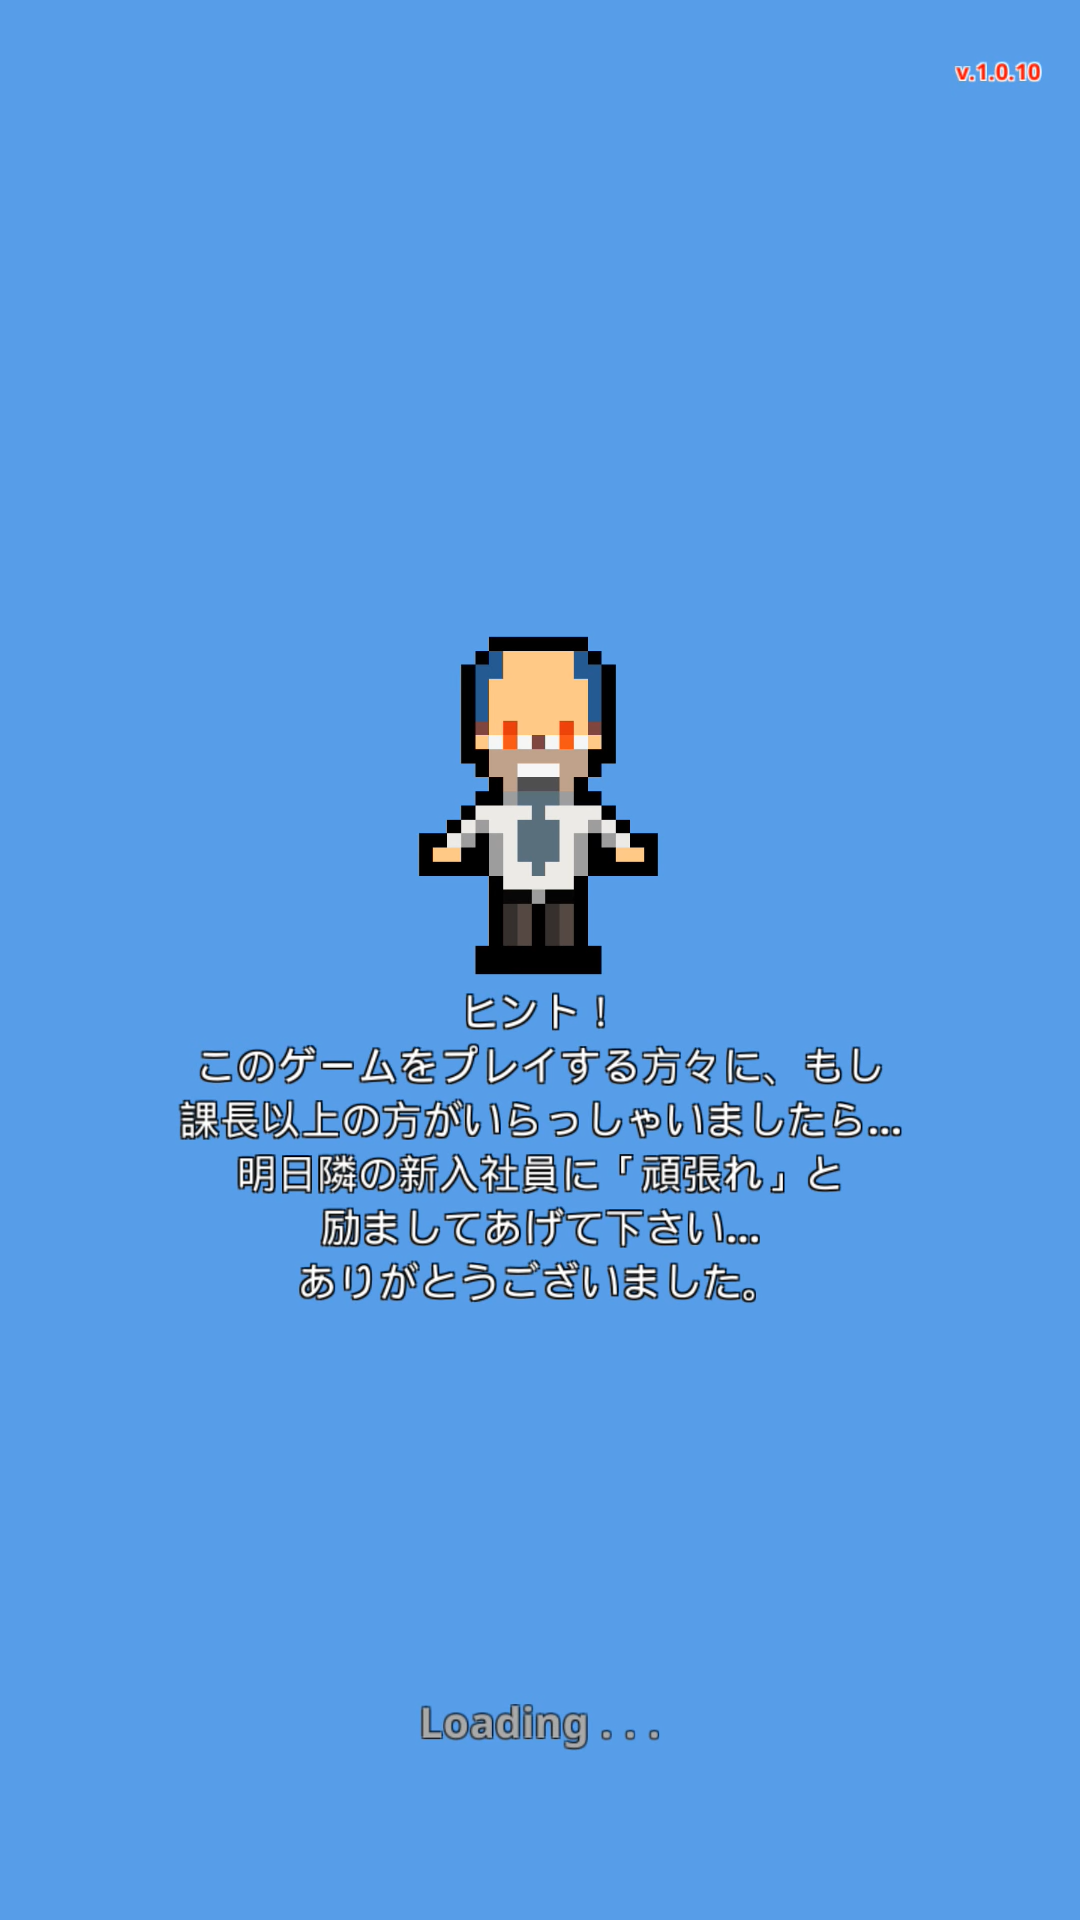 v.1.0.10
ヒント！
このゲームをプレイする方々に、もし
課長以上の方がいらっしゃいましたら...
明日隣の新入社員に「頑張れ」と
励ましてあげて下さい...
ありがとうございました。
Loading . . .